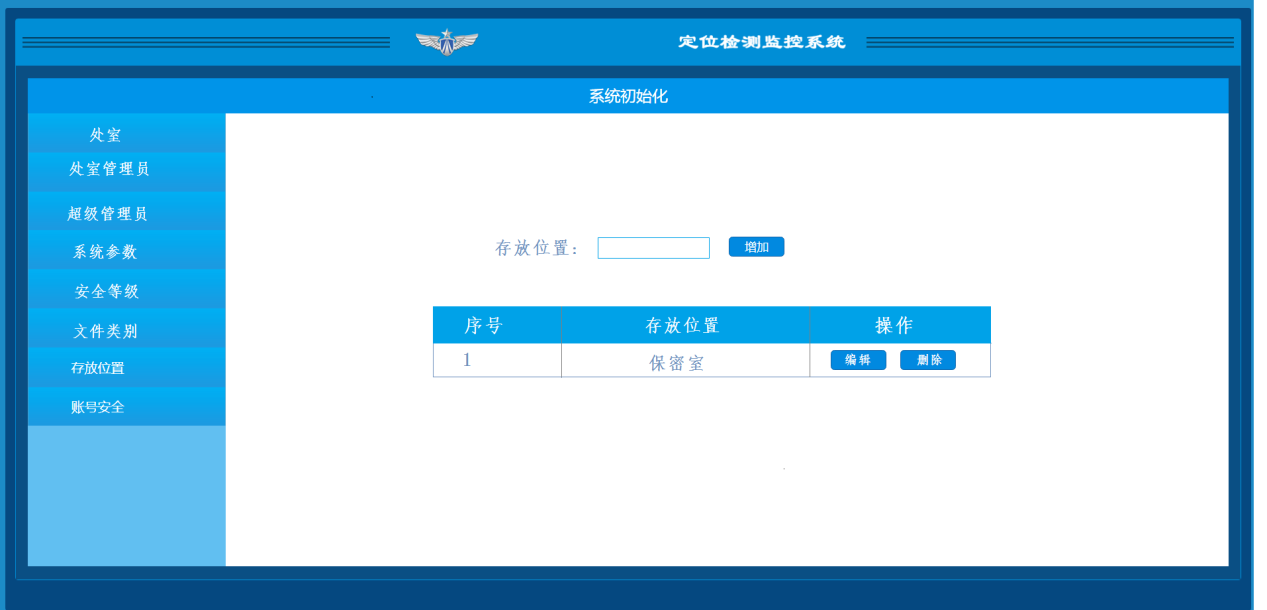 定位检测监控系统
系统初始化
处室
处室管理员
超级管理员
系统参数
安全等级
文件类别
存放位置
账号安全
存放位置： 增加
序号 存放位置 操作
1 保密室 编辑 删除